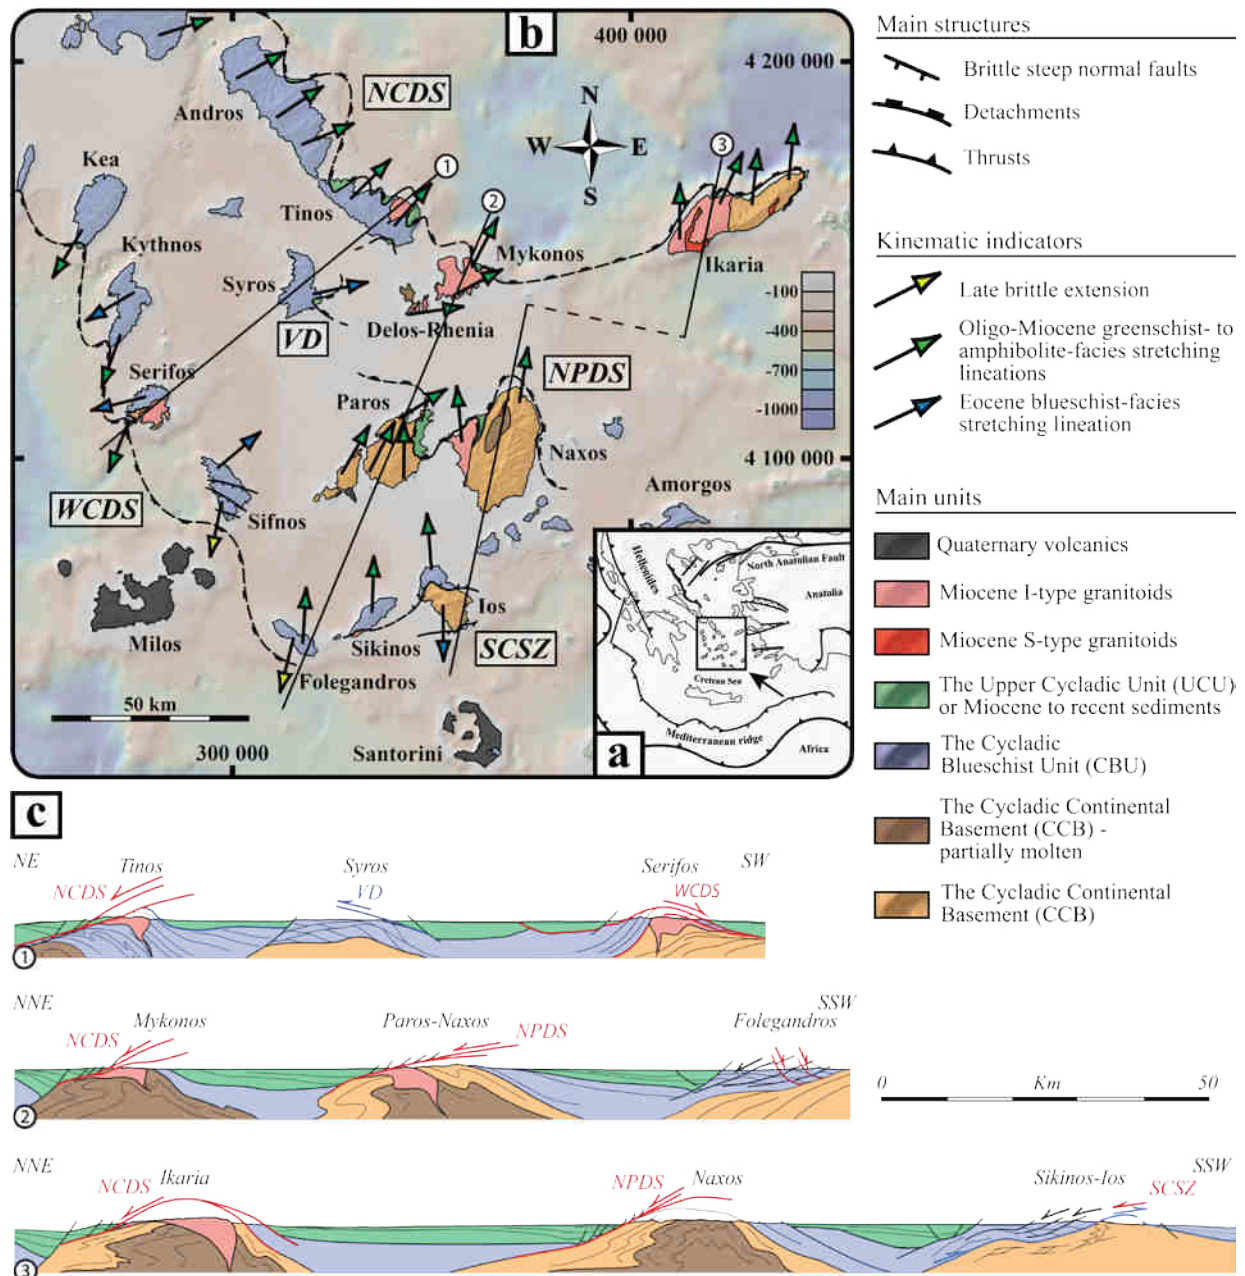 b
400 000
4 200 000
NCDS
Andros
N
W E
S
1
2
3
Kea
Tinos
Kythnos
Mykonos
Ikaria
Syros
VD
Delos-Rhenia
-100
-400
-700
-1000
Serifos
NPDS
Paros
Naxos
4 100 000
Amorgos
WCDS
Sifnos
Milos
Ios
Sikinos
SCSZ
Folegandros
50 km
300 000
Santorini
Hellenides
North Anatolian Fault
Anatolia
Cretean Sea
Mediterranean ridge
Africa
a
Main structures
Brittle steep normal faults
Detachments
Thrusts
Kinematic indicators
Late brittle extension
Oligo-Miocene greenschist- to
amphibolite-facies stretching
lineations
Eocene blueschist-facies
stretching lineation
Main units
Quaternary volcanics
Miocene I-type granitoids
Miocene S-type granitoids
The Upper Cycladic Unit (UCU)
or Miocene to recent sediments
The Cycladic
Blueschist Unit (CBU)
The Cycladic Continental
Basement (CCB) -
partially molten
The Cycladic Continental
Basement (CCB)
c
NE Tinos Syros Serifos SW
NCDS VD WCDS
1
NNE Mykonos Paros-Naxos Folegandros SSW
NCDS NPDS
2
0 Km 50
NNE Ikaria Naxos Sikinos-Ios SSW
NCDS NPDS SCSZ
3